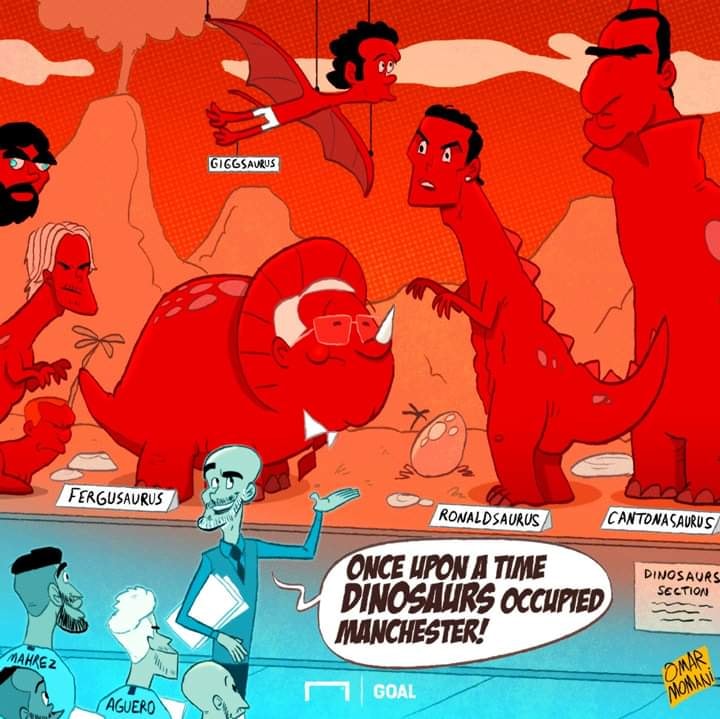 GIGGSAURUS
FERGUSAURUS
RONALDSAURUS
CANTONASAURUS
ONCE UPON A TIME
DINOSAURS OCCUPIED
MANCHESTER!
DINOSAURS
SECTION
MAHREZ
AGUERO
GOAL
OMAR
MOMANI